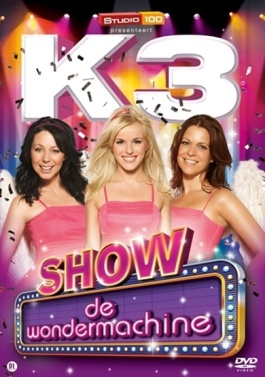 STUDIO 100
presenteert
K3
SHOW
de
wondermachine
DVD
VIDEO